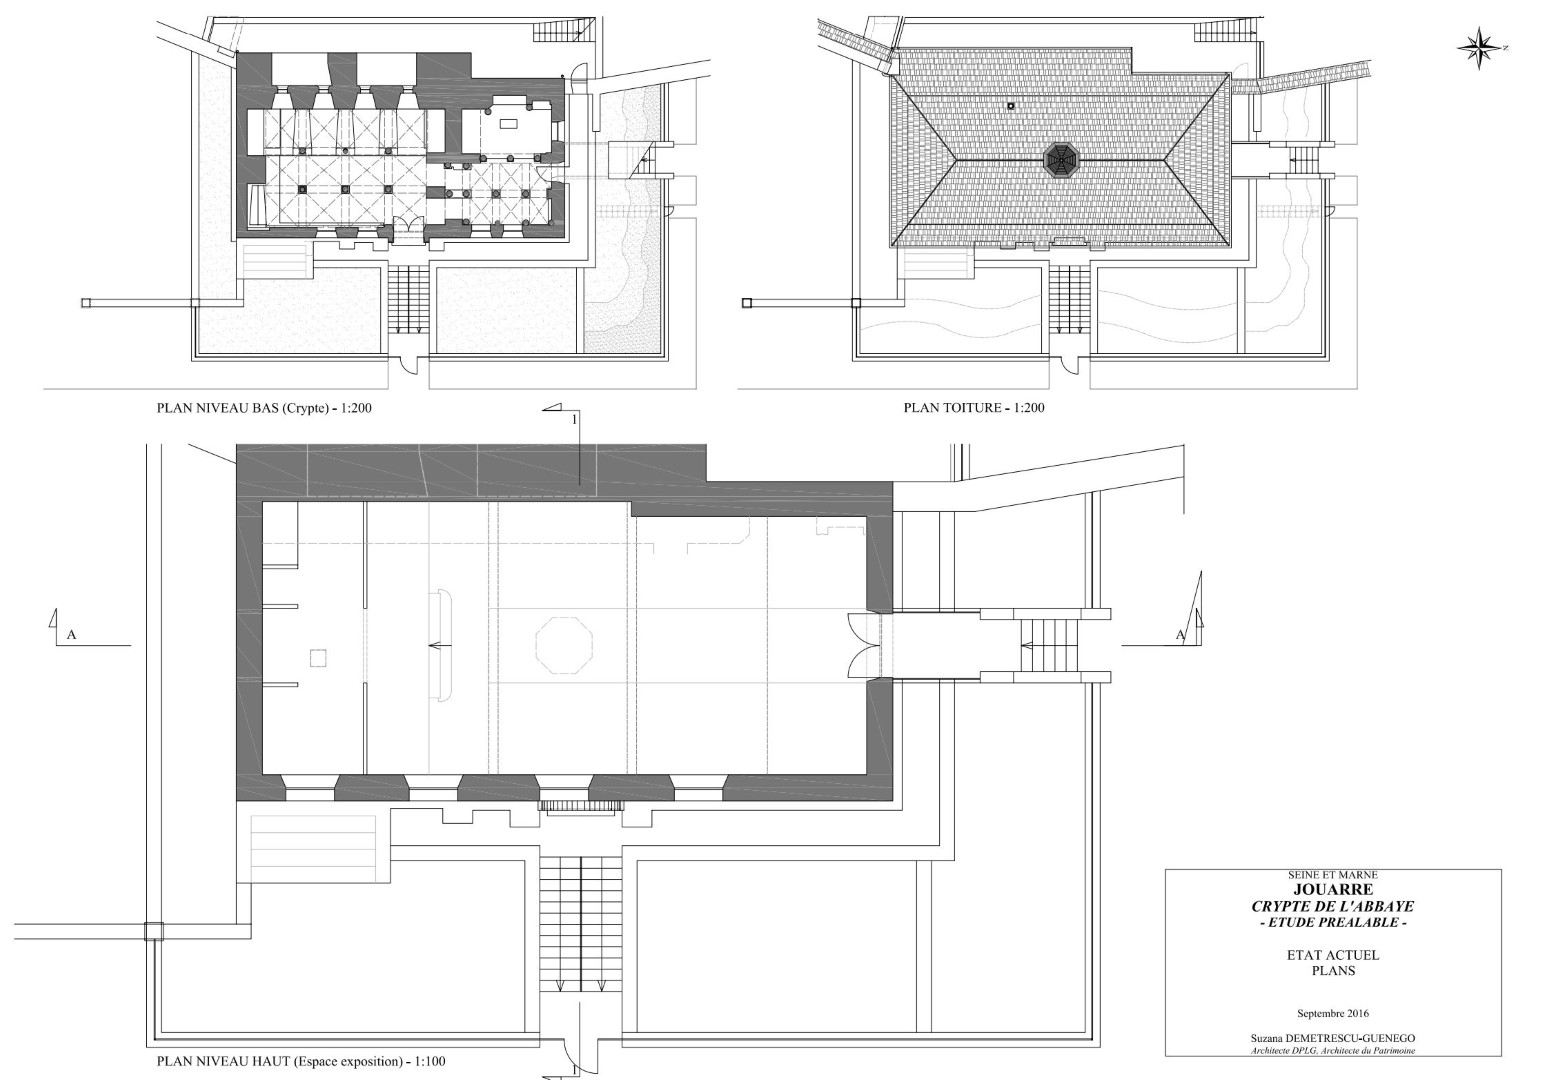 N
PLAN NIVEAU BAS (Crypte) - 1:200
PLAN TOITURE - 1:200
1
A
A
PLAN NIVEAU HAUT (Espace exposition) - 1:100
1
SEINE ET MARNE
JOUARRE
CRYPTE DE L'ABBAYE
- ETUDE PREALABLE -
ETAT ACTUEL
PLANS
Septembre 2016
Suzana DEMETRESCU-GUENEGO
Architecte DPLG, Architecte du Patrimoine